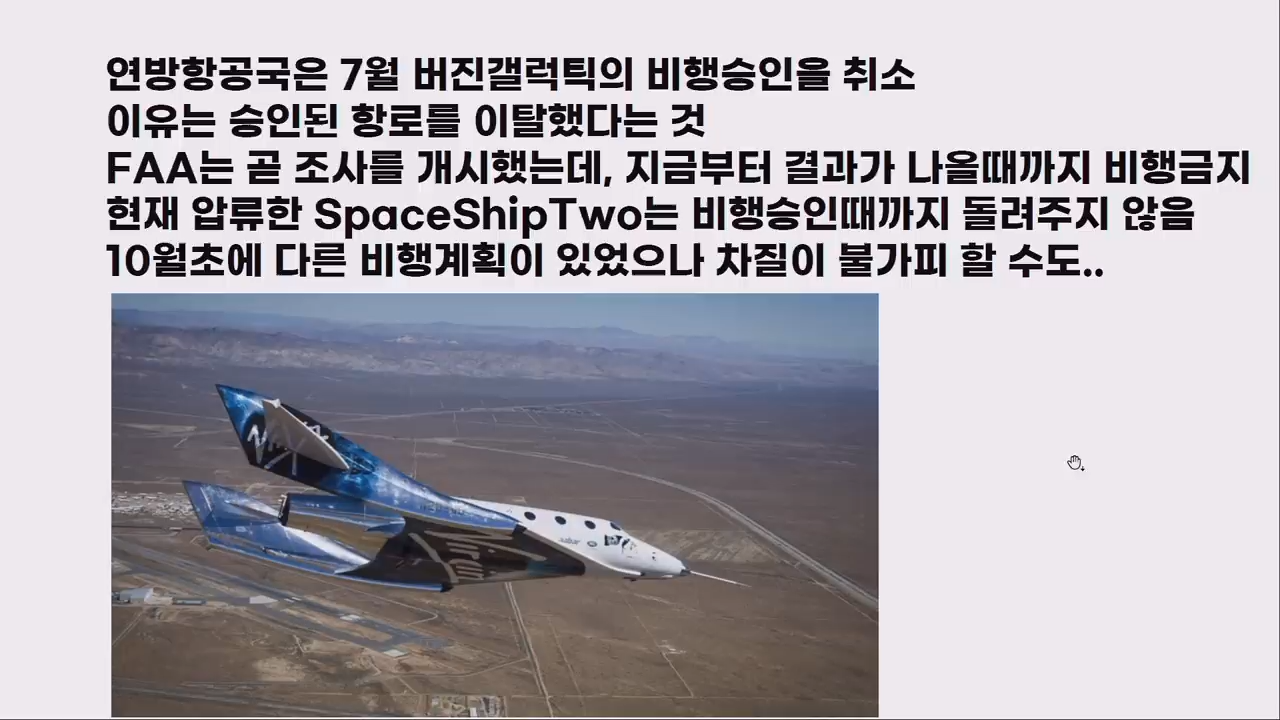 연방항공국은 7월 버진갤럭틱의 비행승인을 취소
이유는 승인된 항로를 이탈했다는 것
FAA는 곧 조사를 개시했는데, 지금부터 결과가 나올때까지 비행금지
현재 압류한 SpaceShipTwo는 비행승인때까지 돌려주지 않음
10월초에 다른 비행계획이 있었으나 차질이 불가피 할 수도..
Virgin